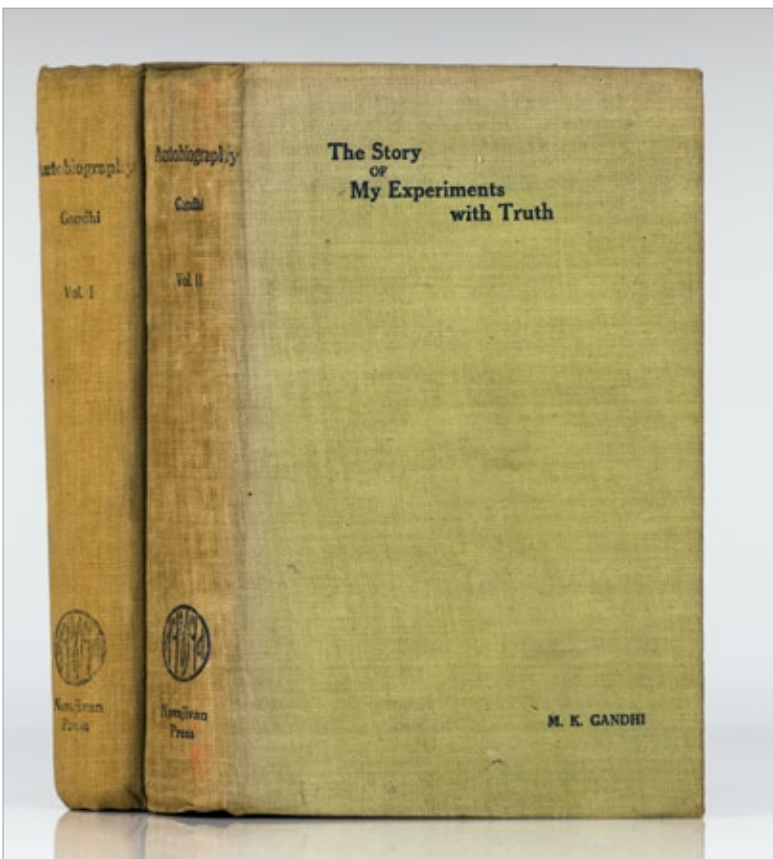 Autobiography
Gandhi
Vol. I
Navajivan
Press
Autobiography
Gandhi
Vol. II
Navajivan
Press
The Story
OF
My Experiments
with Truth
M. K. GANDHI